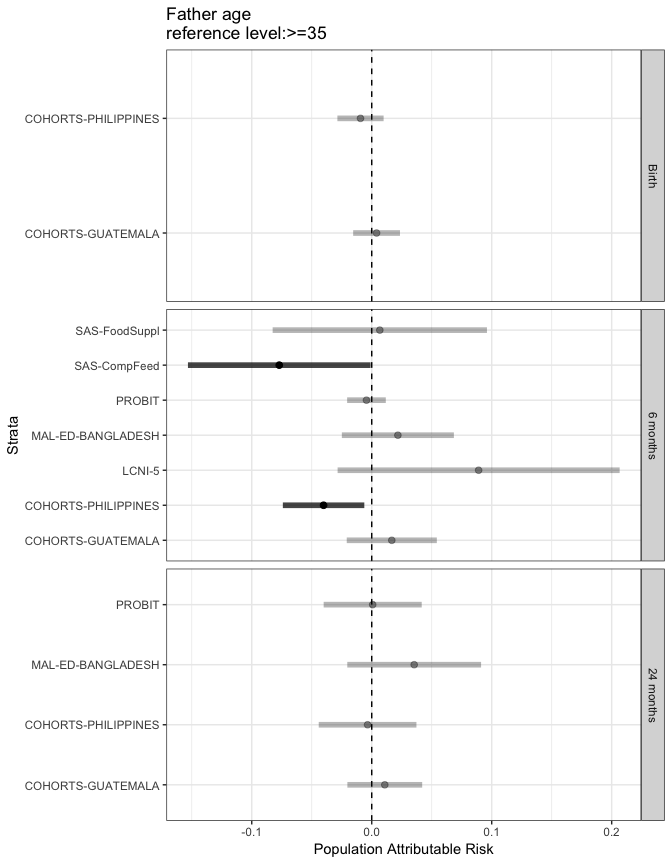 Father age
reference level:>=35
COHORTS-PHILIPPINES
COHORTS-GUATEMALA
Birth
SAS-FoodSuppl
SAS-CompFeed
PROBIT
MAL-ED-BANGLADESH
LCNI-5
COHORTS-PHILIPPINES
COHORTS-GUATEMALA
6 months
PROBIT
MAL-ED-BANGLADESH
COHORTS-PHILIPPINES
COHORTS-GUATEMALA
24 months
Strata
-0.1 0.0 0.1 0.2
Population Attributable Risk